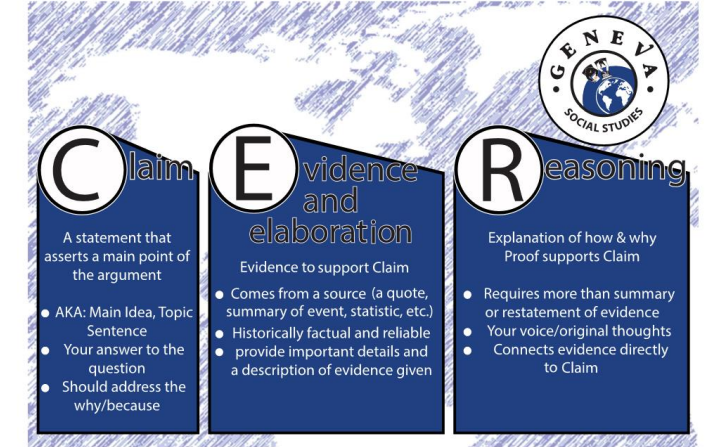 GENEVA
SOCIAL STUDIES
Claim
A statement that
asserts a main point of
the argument
● AKA: Main Idea, Topic
Sentence
● Your answer to the
question
● Should address the
why/because
Evidence
and
elaboration
Evidence to support Claim
● Comes from a source (a quote,
summary of event, statistic, etc.)
● Historically factual and reliable
● provide important details and
a description of evidence given
Reasoning
Explanation of how & why
Proof supports Claim
● Requires more than summary
or restatement of evidence
● Your voice/original thoughts
● Connects evidence directly
to Claim